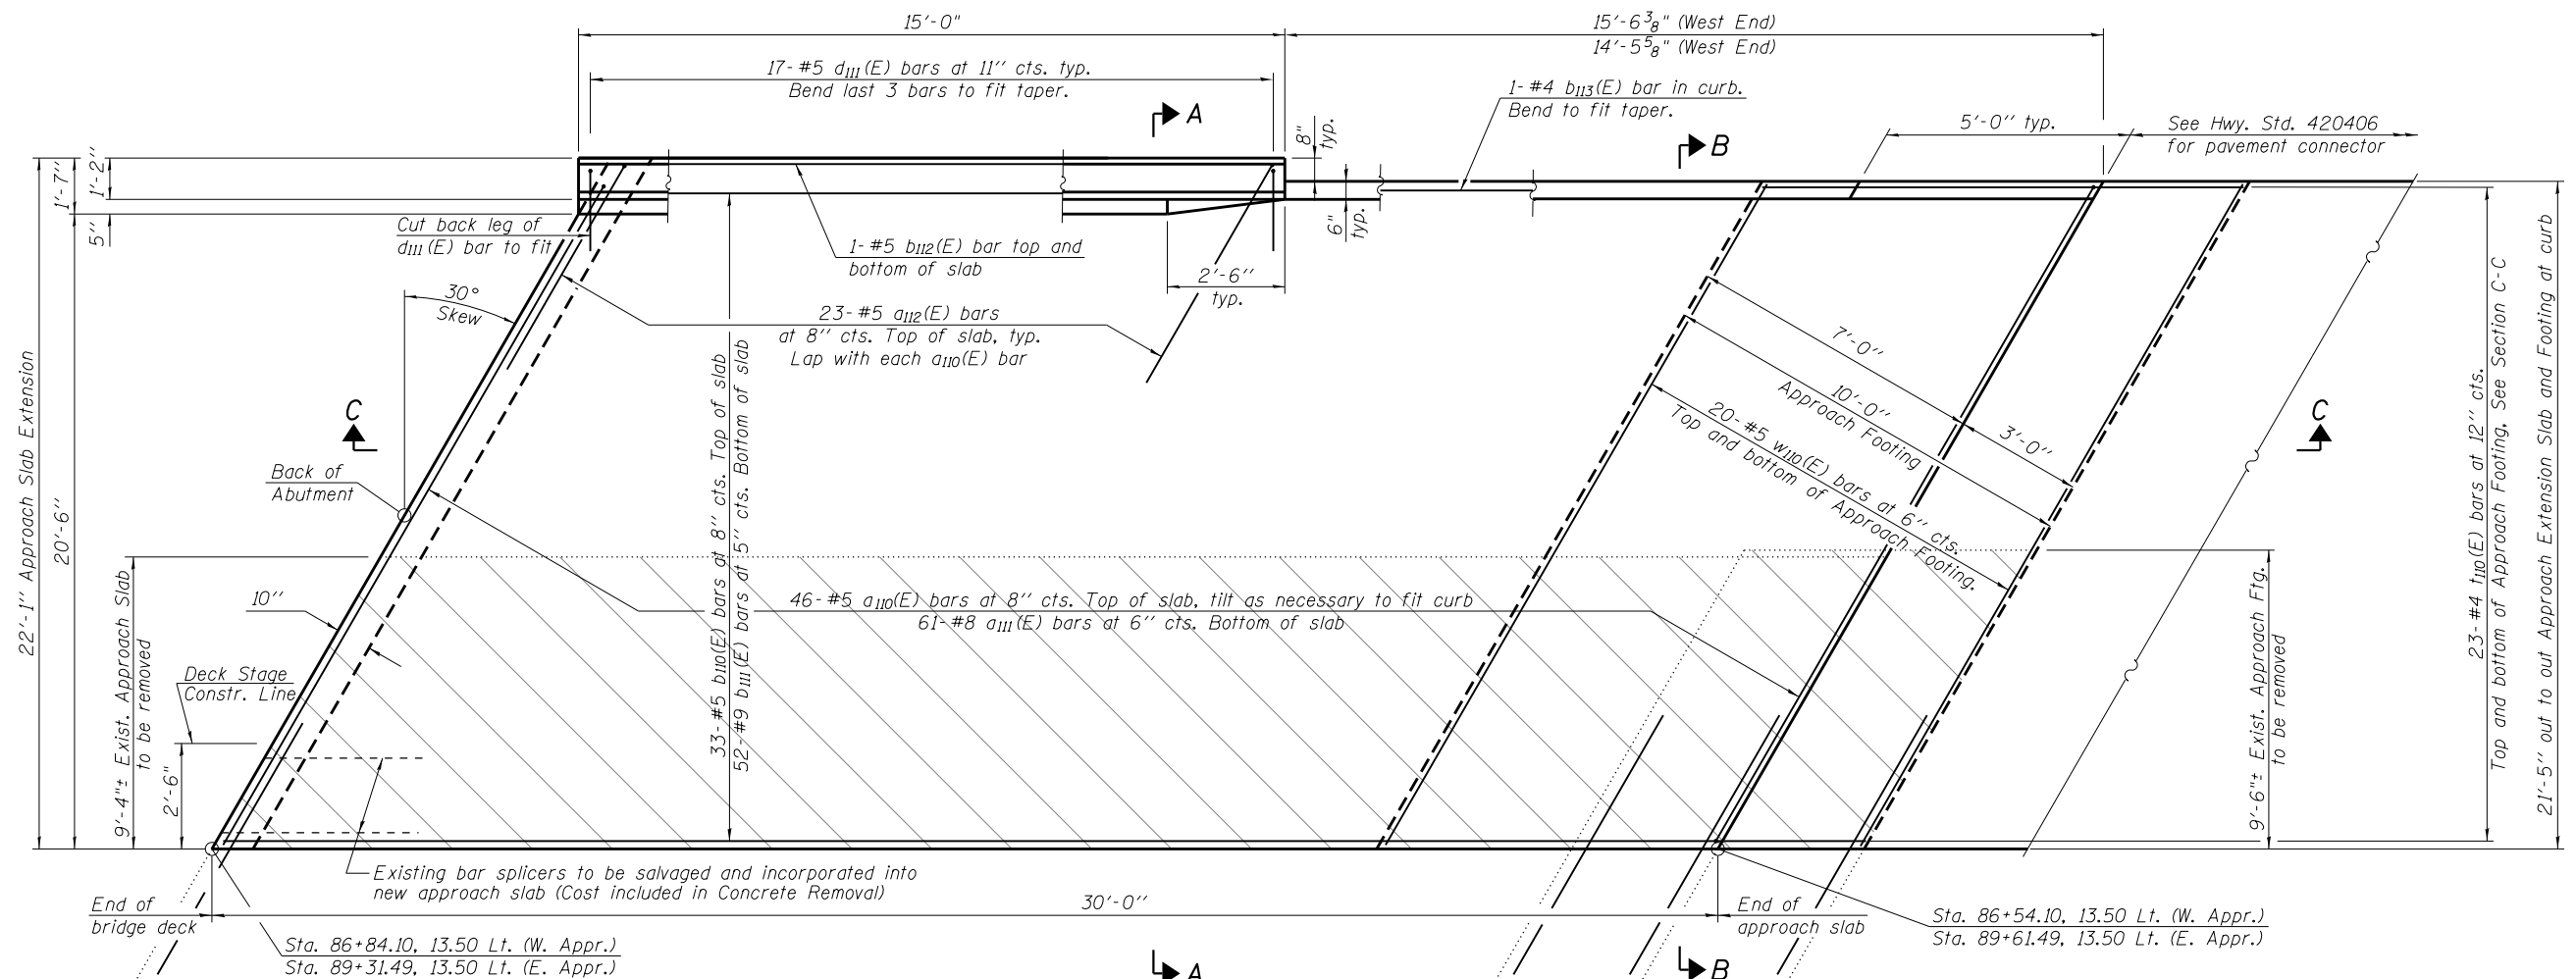 15'-0"
15'-6 3/8" (West End)
14'-5 5/8" (West End)
17-#5 d111(E) bars at 11'' cts. typ.
Bend last 3 bars to fit taper.
1-#4 b113(E) bar in curb.
Bend to fit taper.
A
B
8"
typ.
5'-0'' typ.
See Hwy. Std. 420406
for pavement connector
1'-7''
1'-2''
5''
6"
typ.
Cut back leg of
d111(E) bar to fit
1-#5 b112(E) bar top and
bottom of slab
2'-6''
typ.
30°
Skew
23-#5 a112(E) bars
at 8'' cts. Top of slab, typ.
Lap with each a110(E) bar
22'-1'' Approach Slab Extension
20'-6''
C
Back of
Abutment
7'-0''
10'-0''
Approach Footing
3'-0''
20-#5 w110(E) bars at 6'' cts.
Top and bottom of Approach Footing.
C
23-#4 t110(E) bars at 12'' cts.
Top and bottom of Approach Footing, See Section C-C
21'-5'' out to out Approach Extension Slab and Footing at curb
33-#5 b110(E) bars at 8'' cts. Top of slab
52-#9 b111(E) bars at 5'' cts. Bottom of slab
46-#5 a110(E) bars at 8'' cts. Top of slab, tilt as necessary to fit curb
61-#8 a111(E) bars at 6'' cts. Bottom of slab
10''
9'-4"± Exist. Approach Slab
to be removed
Deck Stage
Constr. Line
2'-6"
9'-6"± Exist. Approach Ftg.
to be removed
Existing bar splicers to be salvaged and incorporated into
new approach slab (Cost included in Concrete Removal)
End of
bridge deck
30'-0''
End of
approach slab
Sta. 86+84.10, 13.50 Lt. (W. Appr.)
Sta. 89+31.49, 13.50 Lt. (E. Appr.)
Sta. 86+54.10, 13.50 Lt. (W. Appr.)
Sta. 89+61.49, 13.50 Lt. (E. Appr.)
A
B